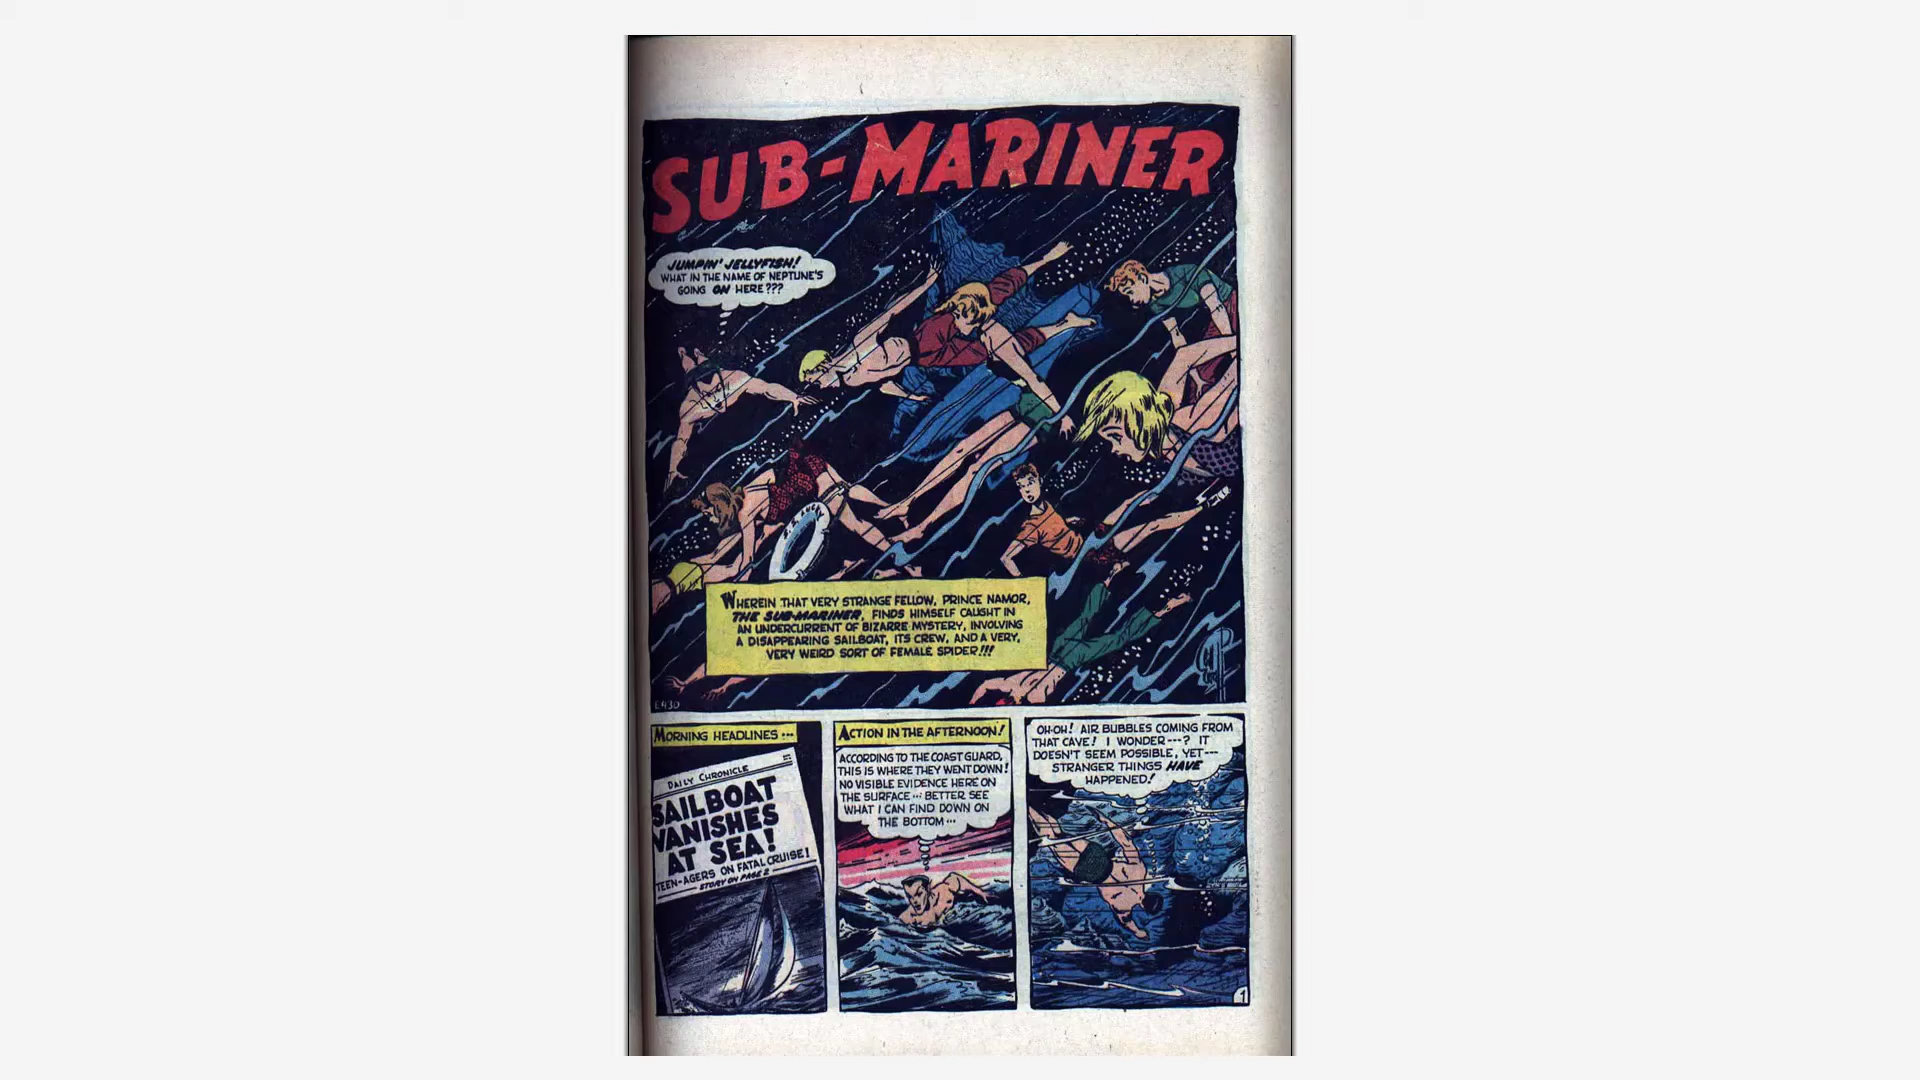 SUB-MARINER
JUMPIN' JELLYFISH!
WHAT IN THE NAME OF NEPTUNE'S
GOING ON HERE???
S.S. LUCKY
WHEREIN THAT VERY STRANGE FELLOW, PRINCE NAMOR,
THE SUB-MARINER, FINDS HIMSELF CAUGHT IN
AN UNDERCURRENT OF BIZARRE MYSTERY, INVOLVING
A DISAPPEARING SAILBOAT, ITS CREW, AND A VERY,
VERY WEIRD SORT OF FEMALE SPIDER!!!
E430
MORNING HEADLINES ...
DAILY CHRONICLE
SAILBOAT
VANISHES
AT SEA!
TEEN-AGERS ON FATAL CRUISE!
STORY ON PAGE 2
ACTION IN THE AFTERNOON!
ACCORDING TO THE COAST GUARD,
THIS IS WHERE THEY WENT DOWN!
NO VISIBLE EVIDENCE HERE ON
THE SURFACE ... BETTER SEE
WHAT I CAN FIND DOWN ON
THE BOTTOM ...
OH-OH! AIR BUBBLES COMING FROM
THAT CAVE! I WONDER---? IT
DOESN'T SEEM POSSIBLE, YET---
STRANGER THINGS HAVE
HAPPENED!
1